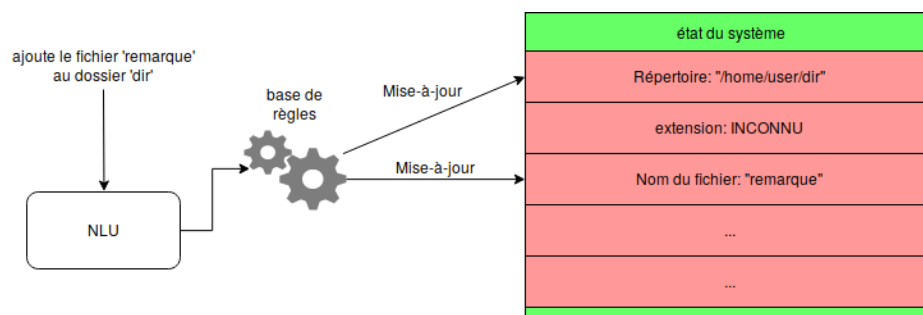 ajoute le fichier 'remarque'
au dossier 'dir'
NLU
base de
règles
Mise-à-jour
Mise-à-jour
état du système
Répertoire: "/home/user/dir"
extension: INCONNU
Nom du fichier: "remarque"
...
...